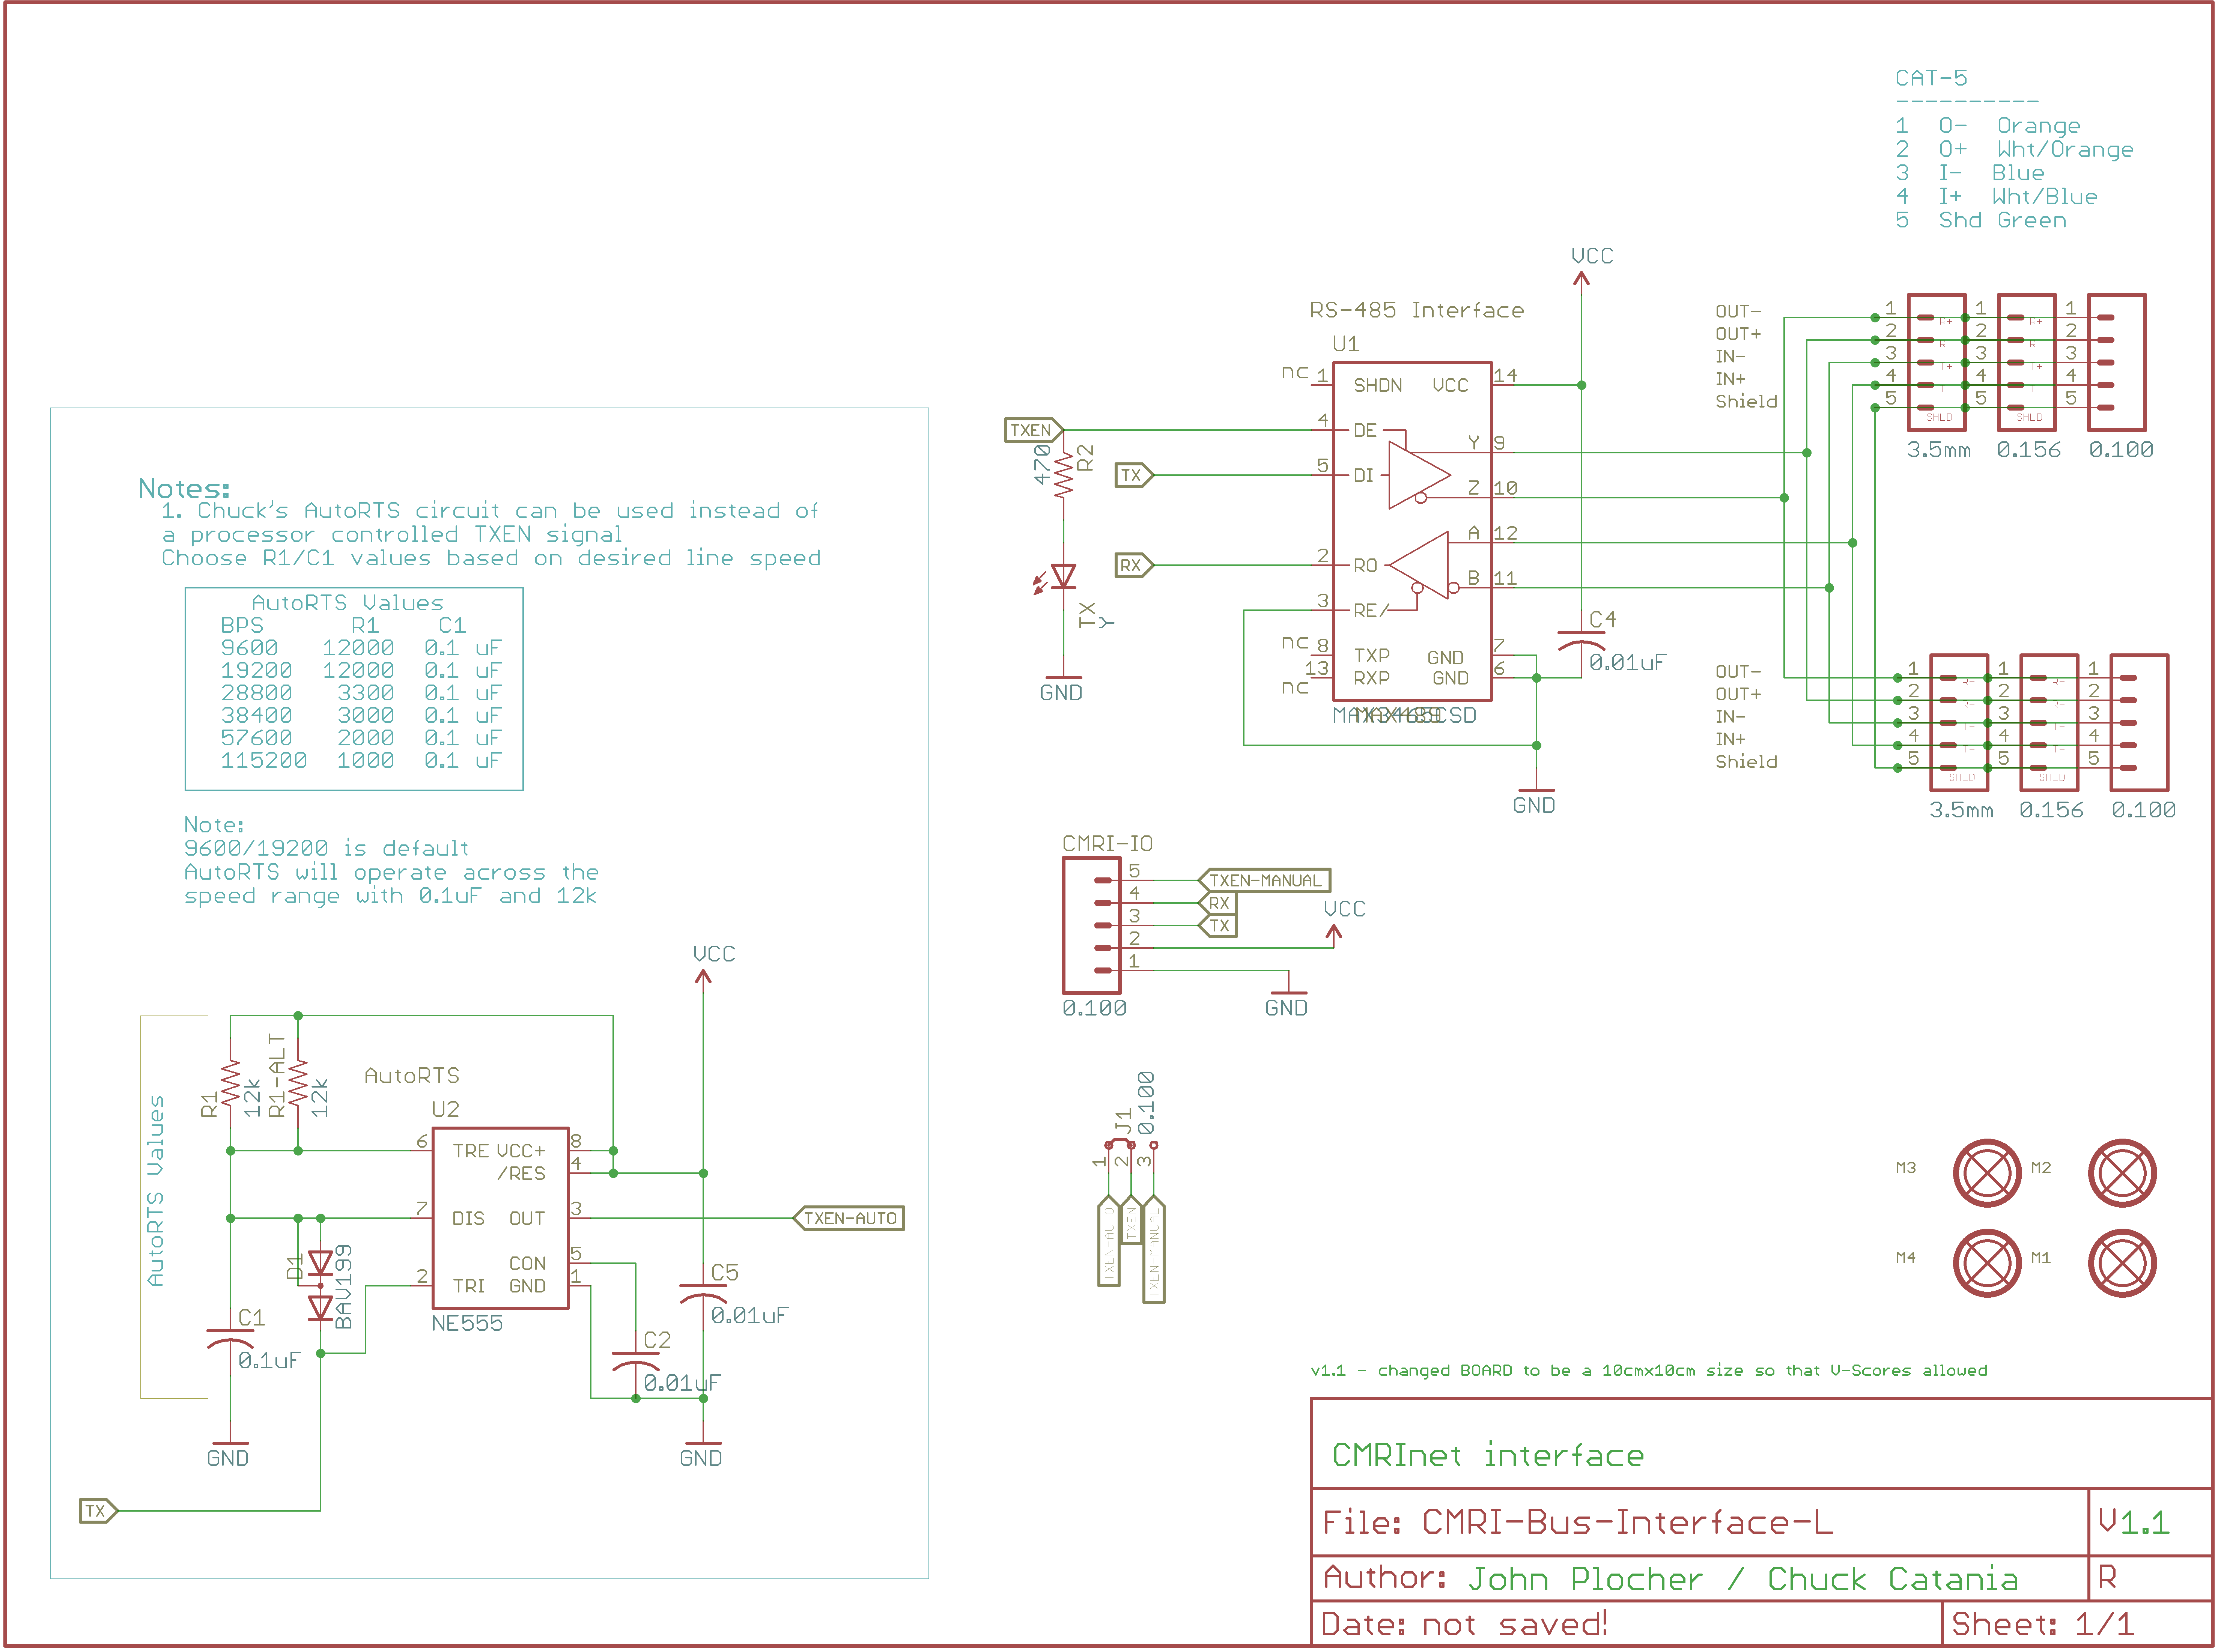 CAT-5
----------
1 O- Orange
2 O+ Wht/Orange
3 I- Blue
4 I+ Wht/Blue
5 Shd Green
Notes:
1. Chuck's AutoRTS circuit can be used instead of
a processor controlled TXEN signal
Choose R1/C1 values based on desired line speed
AutoRTS Values
BPS R1 C1
9600 12000 0.1 uF
19200 12000 0.1 uF
28800 3300 0.1 uF
38400 3000 0.1 uF
57600 2000 0.1 uF
115200 1000 0.1 uF
Note:
9600/19200 is default
AutoRTS will operate across the
speed range with 0.1uF and 12k
VCC
AutoRTS Values
R1
12k
R1-ALT
12k
AutoRTS
U2
6 TRE VCC+ 8
/RES 4
7 DIS OUT 3
CON 5
2 TRI GND 1
NE555
TXEN-AUTO
D1
BAV199
C1
0.1uF
C5
0.01uF
C2
0.01uF
GND
GND
TX
VCC
RS-485 Interface
U1
nc 1 SHDN VCC 14
4 DE Y 9
5 DI Z 10
A 12
2 RO B 11
3 RE/
nc 8 TXP GND 7
13 RXP GND 6
nc
TXEN
470
R2
TX
RX
TX
Y
GND
C4
0.01uF
GND
OUT-
OUT+
IN-
IN+
Shield
1 R+ 1 R+ 1
2 R- 2 R- 2
3 T+ 3 T+ 3
4 T- 4 T- 4
5 SHLD 5 SHLD 5
3.5mm 0.156 0.100
OUT-
OUT+
IN-
IN+
Shield
1 R+ 1 R+ 1
2 R- 2 R- 2
3 T+ 3 T+ 3
4 T- 4 T- 4
5 SHLD 5 SHLD 5
3.5mm 0.156 0.100
CMRI-IO
5 TXEN-MANUAL
4 RX
3 TX
2 VCC
1
0.100
GND
J1
0.100
1 2 3
TXEN-AUTO
TXEN
TXEN-MANUAL
M3 M2
M4 M1
v1.1 - changed BOARD to be a 10cmx10cm size so that V-Scores allowed
CMRInet interface
File: CMRI-Bus-Interface-L
V1.1
Author: John Plocher / Chuck Catania
R
Date: not saved!
Sheet: 1/1